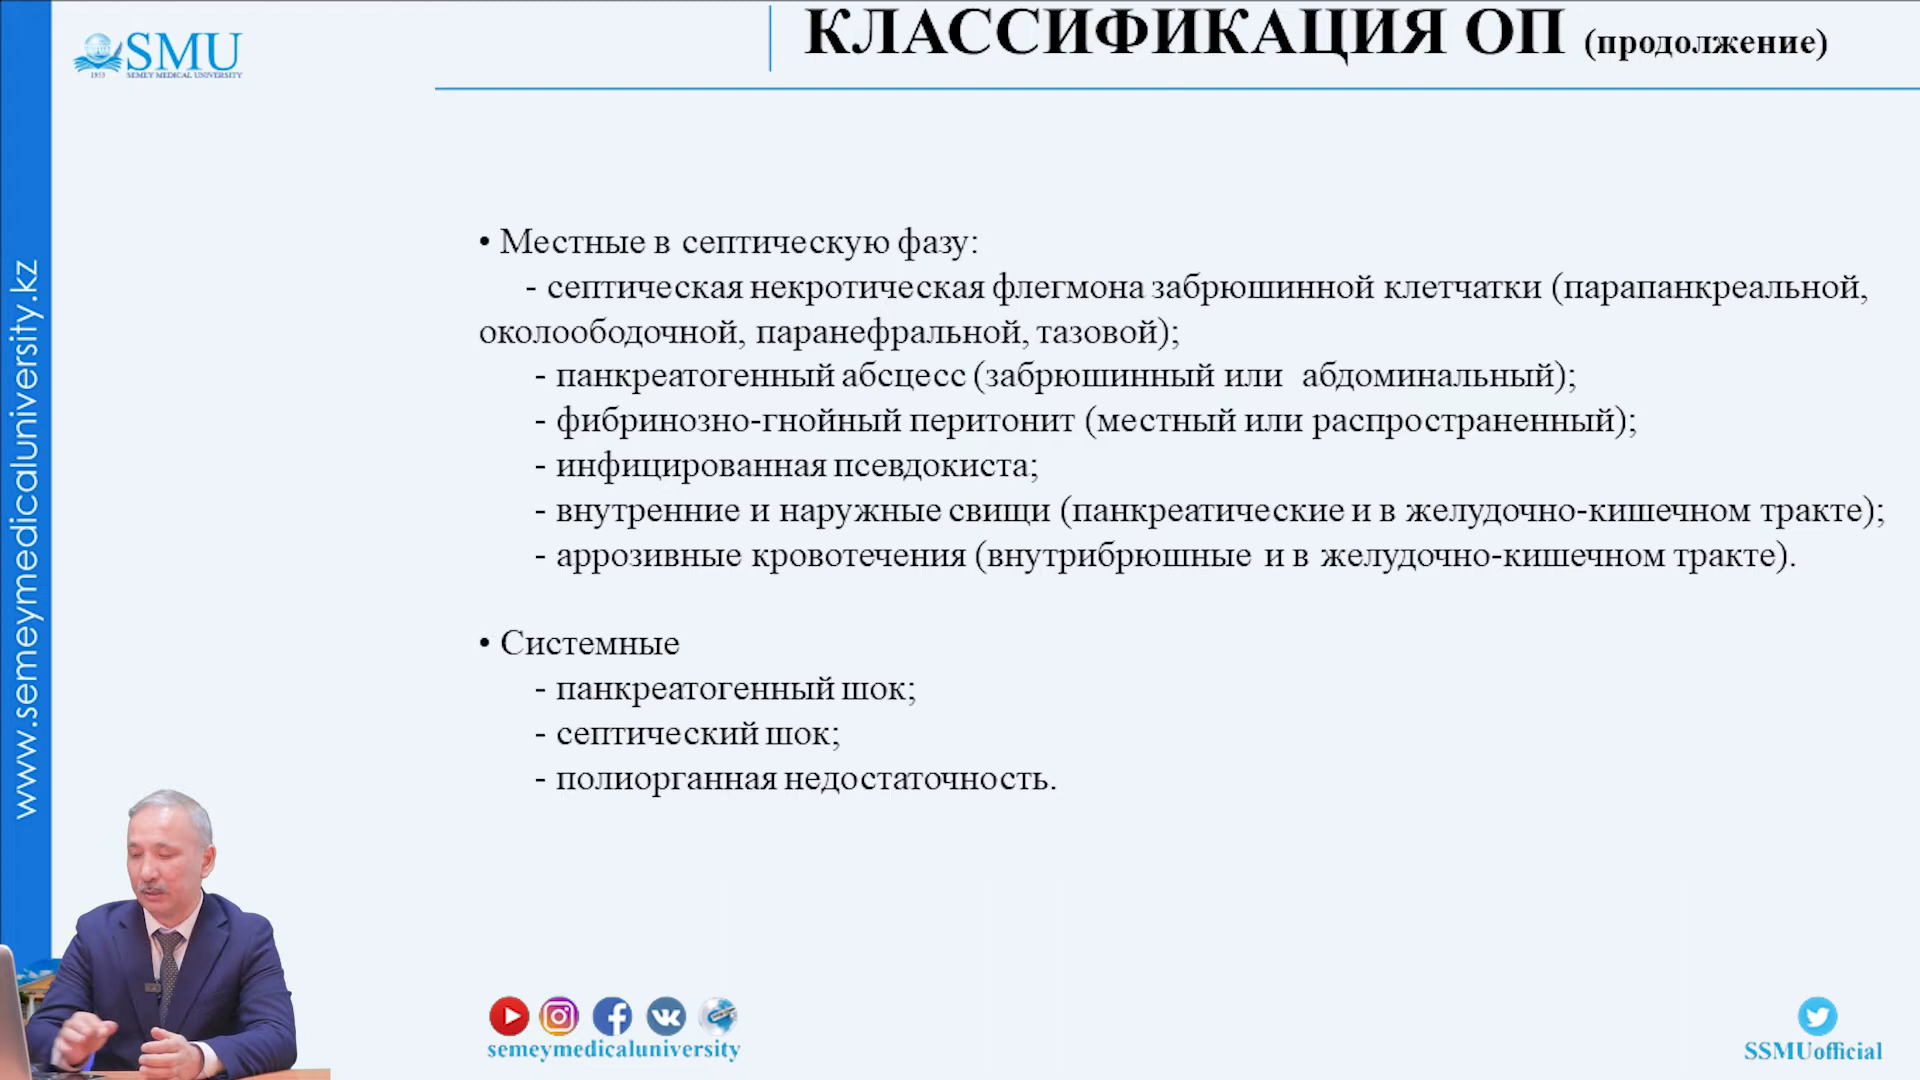 SMU
1953 SEMEY MEDICAL UNIVERSITY
КЛАССИФИКАЦИЯ ОП (продолжение)
www.semeymedicaluniversity.kz
• Местные в септическую фазу:
- септическая некротическая флегмона забрюшинной клетчатки (парапанкреальной,
околоободочной, паранефральной, тазовой);
- панкреатогенный абсцесс (забрюшинный или абдоминальный);
- фибринозно-гнойный перитонит (местный или распространенный);
- инфицированная псевдокиста;
- внутренние и наружные свищи (панкреатические и в желудочно-кишечном тракте);
- аррозивные кровотечения (внутрибрюшные и в желудочно-кишечном тракте).
• Системные
- панкреатогенный шок;
- септический шок;
- полиорганная недостаточность.
semeymedicaluniversity
SSMUofficial